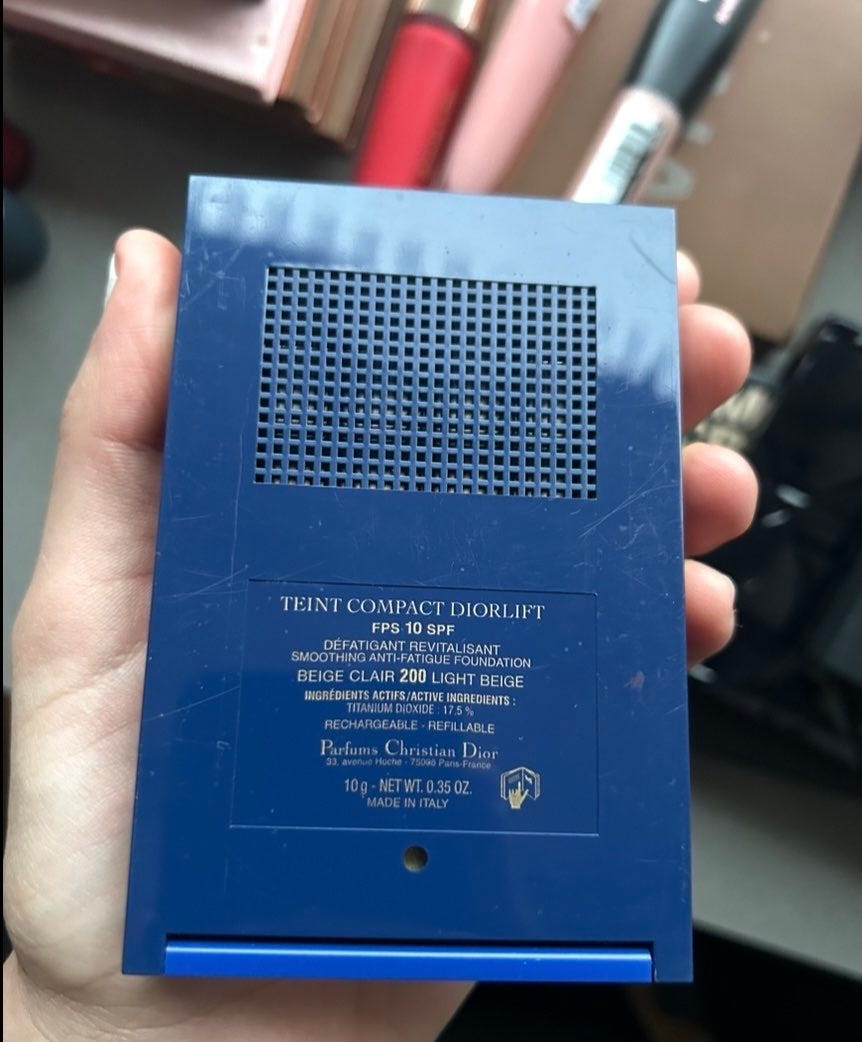 TEINT COMPACT DIORLIFT
FPS 10 SPF
DÉFATIGANT REVITALISANT
SMOOTHING ANTI-FATIGUE FOUNDATION
BEIGE CLAIR 200 LIGHT BEIGE
INGRÉDIENTS ACTIFS/ACTIVE INGREDIENTS :
TITANIUM DIOXIDE : 17,5 %
RECHARGEABLE - REFILLABLE
Parfums Christian Dior
33, avenue Hoche - 75008 Paris-France
10 g - NET WT. 0.35 OZ.
MADE IN ITALY